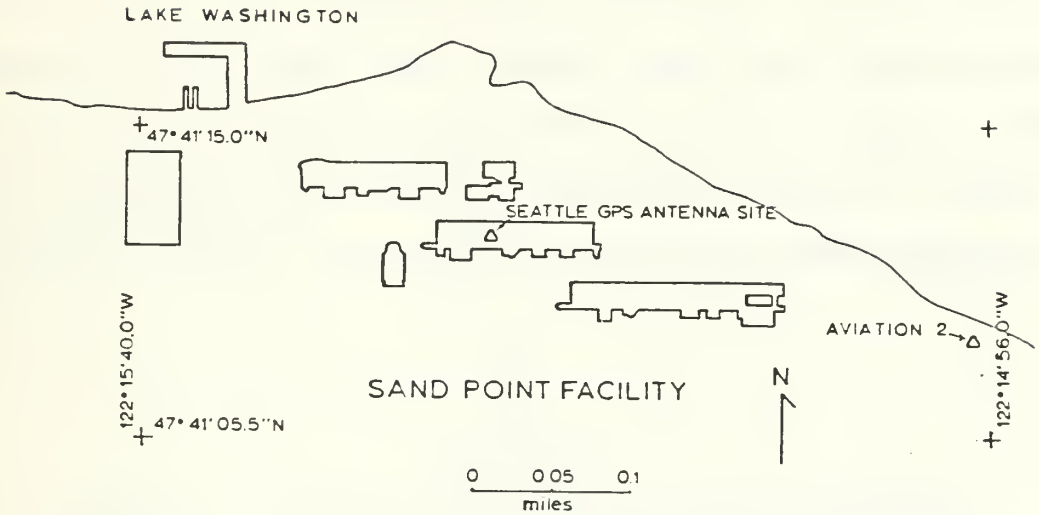 LAKE WASHINGTON
47° 41' 15.0"N
SEATTLE GPS ANTENNA SITE
122° 15' 40.0"W
AVIATION 2
122° 14' 56.0"W
SAND POINT FACILITY
N
47° 41' 05.5"N
0 0.05 0.1
miles